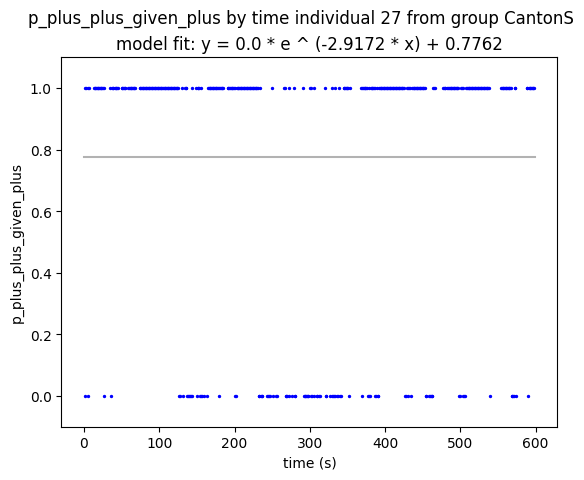 p_plus_plus_given_plus by time individual 27 from group CantonS
model fit: y = 0.0 * e ^ (-2.9172 * x) + 0.7762
1.0
0.8
0.6
0.4
0.2
0.0
p_plus_plus_given_plus
0 100 200 300 400 500 600
time (s)